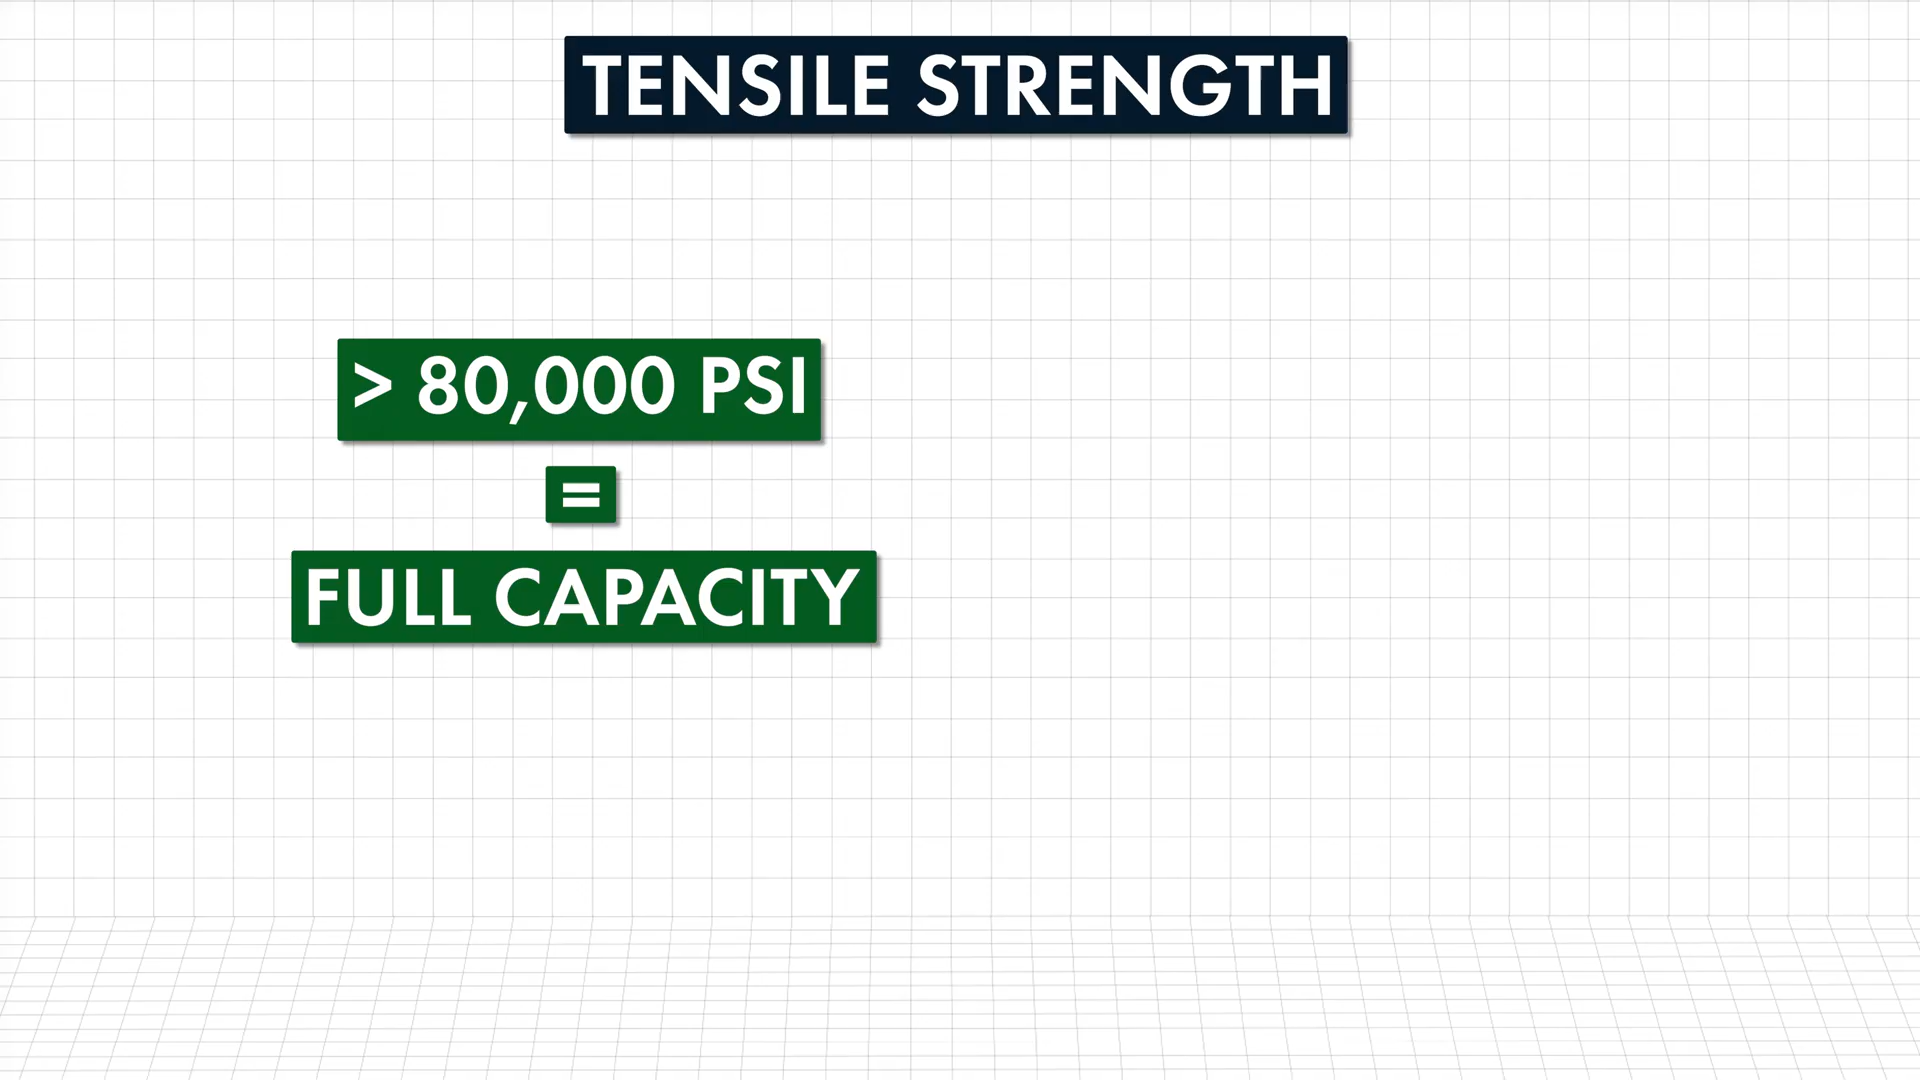 TENSILE STRENGTH
> 80,000 PSI
=
FULL CAPACITY